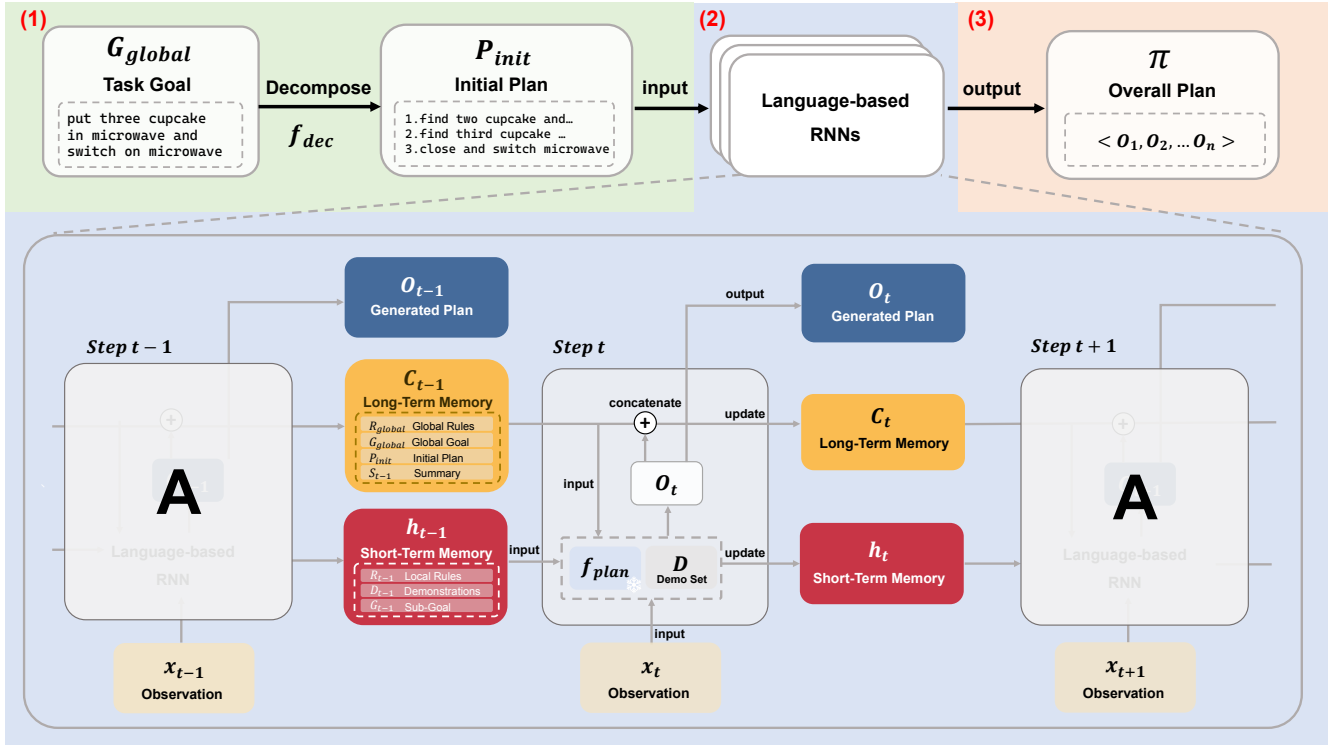 (1)
G_global
Task Goal
put three cupcake
in microwave and
switch on microwave
Decompose
f_dec
P_init
Initial Plan
1.find two cupcake and…
2.find third cupcake …
3.close and switch microwave
input
(2)
Language-based
RNNs
output
(3)
π
Overall Plan
< O_1, O_2, … O_n >
Step t − 1
A
Language-based
RNN
x_{t−1}
Observation
O_{t−1}
Generated Plan
C_{t−1}
Long-Term Memory
R_global Global Rules
G_global Global Goal
P_init Initial Plan
S_{t−1} Summary
h_{t−1}
Short-Term Memory
R_{t−1} Local Rules
D_{t−1} Demonstrations
G_{t−1} Sub-Goal
input
Step t
concatenate
+
input
O_t
f_plan
D
Demo Set
input
x_t
Observation
output
update
update
O_t
Generated Plan
C_t
Long-Term Memory
h_t
Short-Term Memory
Step t + 1
A
Language-based
RNN
x_{t+1}
Observation